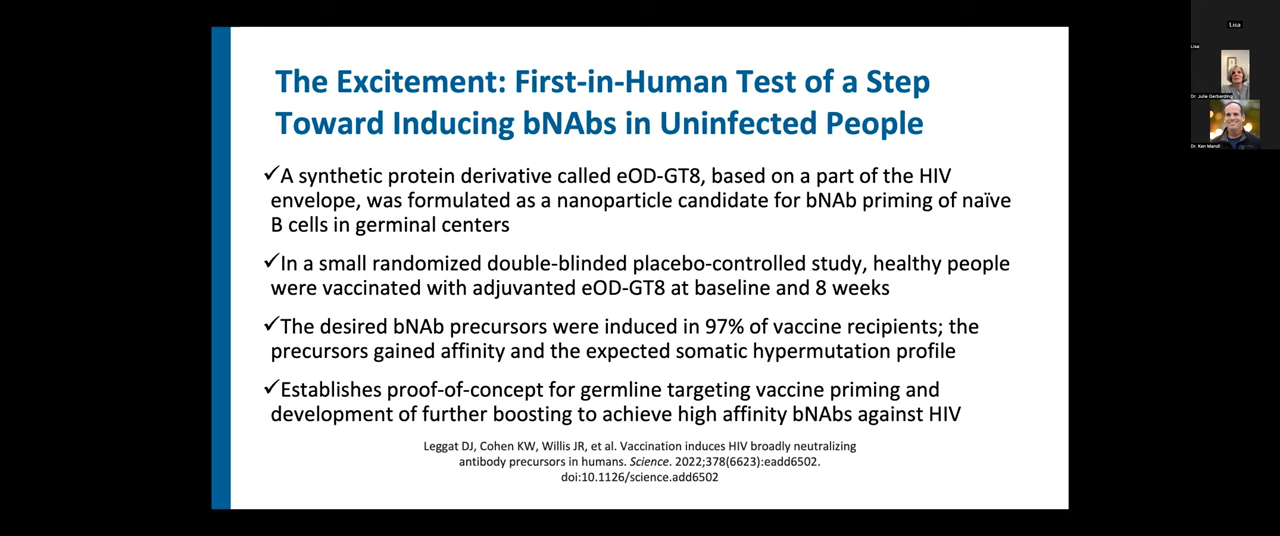 The Excitement: First-in-Human Test of a Step
Toward Inducing bNAbs in Uninfected People
✓A synthetic protein derivative called eOD-GT8, based on a part of the HIV
envelope, was formulated as a nanoparticle candidate for bNAb priming of naïve
B cells in germinal centers
✓In a small randomized double-blinded placebo-controlled study, healthy people
were vaccinated with adjuvanted eOD-GT8 at baseline and 8 weeks
✓The desired bNAb precursors were induced in 97% of vaccine recipients; the
precursors gained affinity and the expected somatic hypermutation profile
✓Establishes proof-of-concept for germline targeting vaccine priming and
development of further boosting to achieve high affinity bNAbs against HIV
Leggat DJ, Cohen KW, Willis JR, et al. Vaccination induces HIV broadly neutralizing
antibody precursors in humans. Science. 2022;378(6623):eadd6502.
doi:10.1126/science.add6502
Lisa
Lisa
Dr. Julie Gerberding
Dr. Ken Mandl